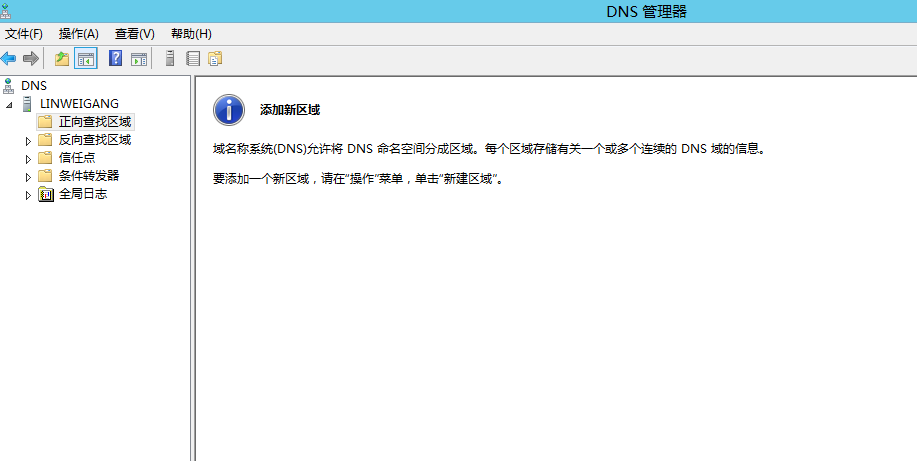 DNS 管理器
文件(F) 操作(A) 查看(V) 帮助(H)
DNS
LINWEIGANG
正向查找区域
反向查找区域
信任点
条件转发器
全局日志
添加新区域
域名称系统(DNS)允许将 DNS 命名空间分成区域。每个区域存储有关一个或多个连续的 DNS 域的信息。
要添加一个新区域，请在“操作”菜单，单击“新建区域”。